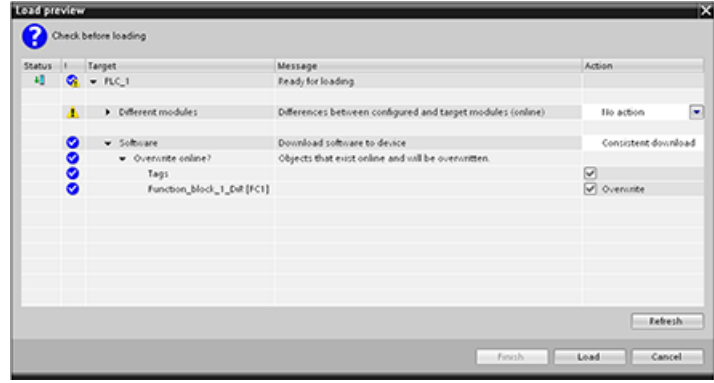 Load preview
Check before loading
Status ! Target Message Action
PLC_1 Ready for loading.
Different modules Differences between configured and target modules (online) No action
Software Download software to device Consistent download
Overwrite online? Objects that exist online and will be overwritten.
Tags
Function_block_1_DiR [FC1] Overwrite
Refresh
Finish Load Cancel